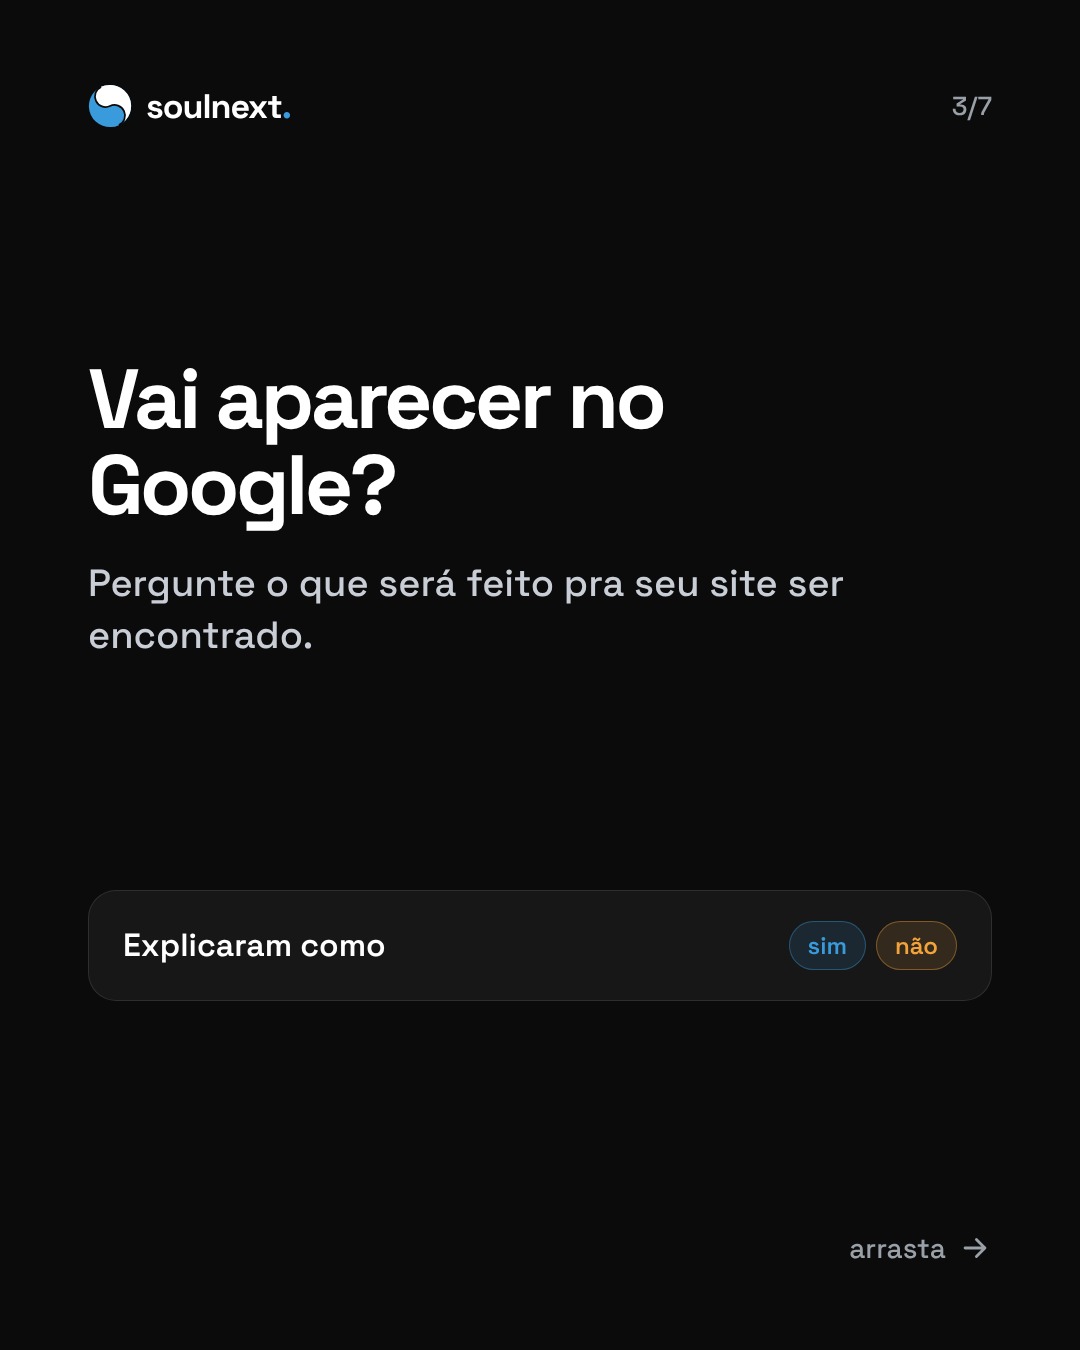 soulnext.
3/7
Vai aparecer no
Google?
Pergunte o que será feito pra seu site ser
encontrado.
Explicaram como
sim
não
arrasta →